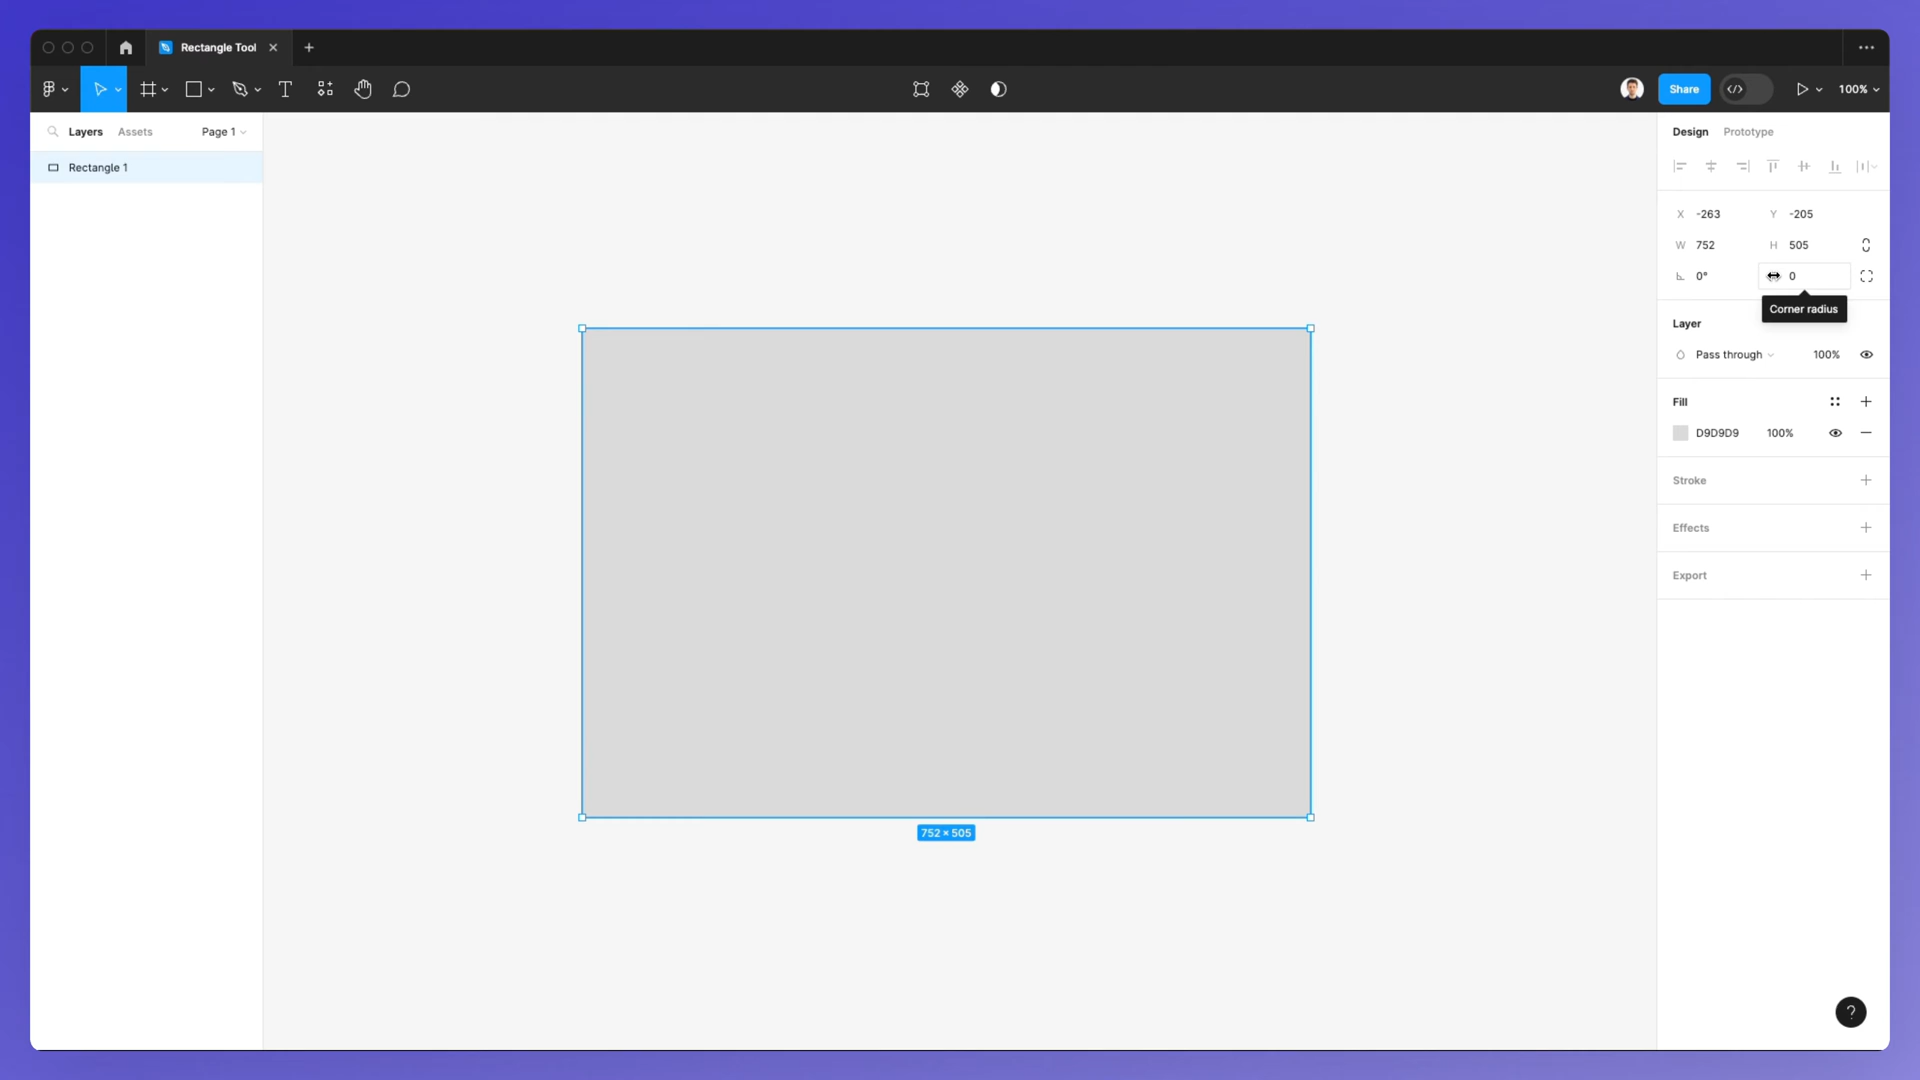 Rectangle Tool
Share
100%
Layers
Assets
Page 1
Design
Prototype
Rectangle 1
X -263
Y -205
W 752
H 505
0°
0
Corner radius
Layer
Pass through
100%
Fill
D9D9D9
100%
Stroke
Effects
Export
752 × 505
?